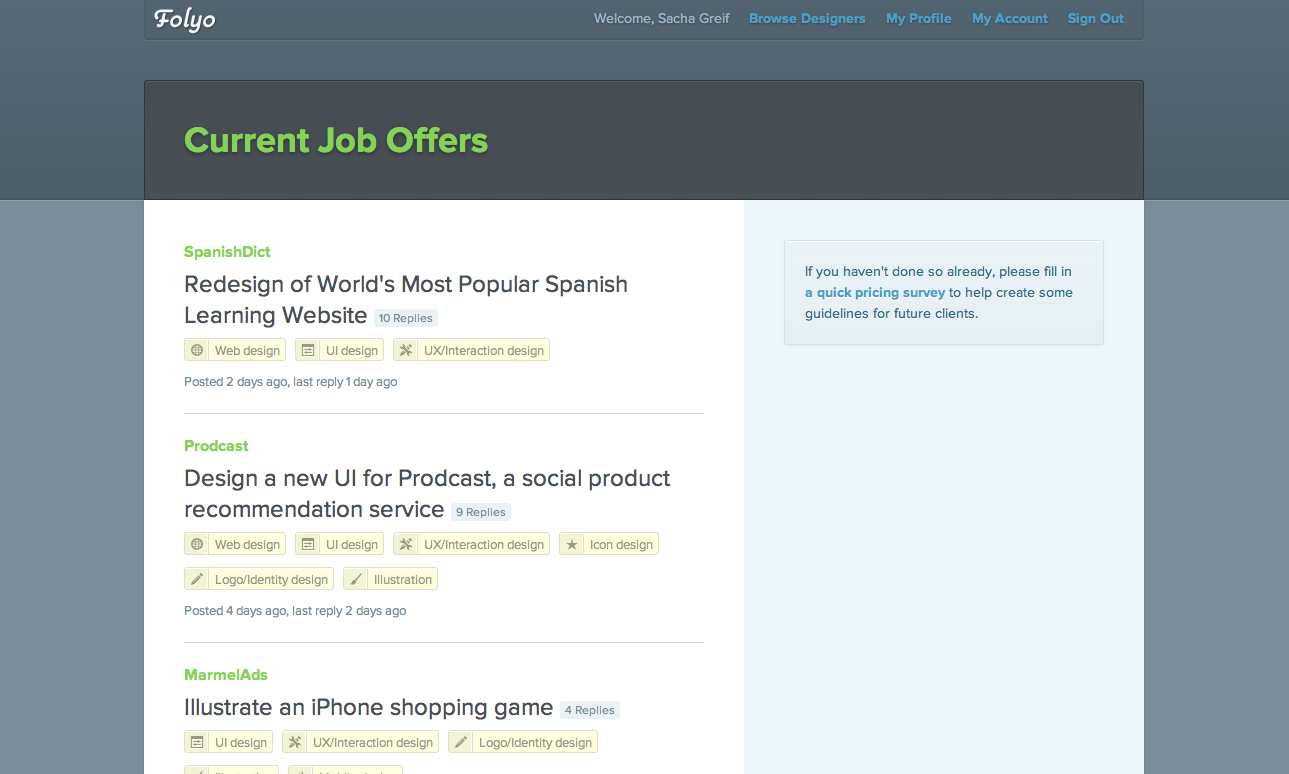 Folyo
Welcome, Sacha Greif Browse Designers My Profile My Account Sign Out
Current Job Offers
SpanishDict
Redesign of World's Most Popular Spanish
Learning Website 10 Replies
Web design UI design UX/Interaction design
Posted 2 days ago, last reply 1 day ago
Prodcast
Design a new UI for Prodcast, a social product
recommendation service 9 Replies
Web design UI design UX/Interaction design Icon design
Logo/Identity design Illustration
Posted 4 days ago, last reply 2 days ago
MarmelAds
Illustrate an iPhone shopping game 4 Replies
UI design UX/Interaction design Logo/Identity design
If you haven't done so already, please fill in
a quick pricing survey to help create some
guidelines for future clients.